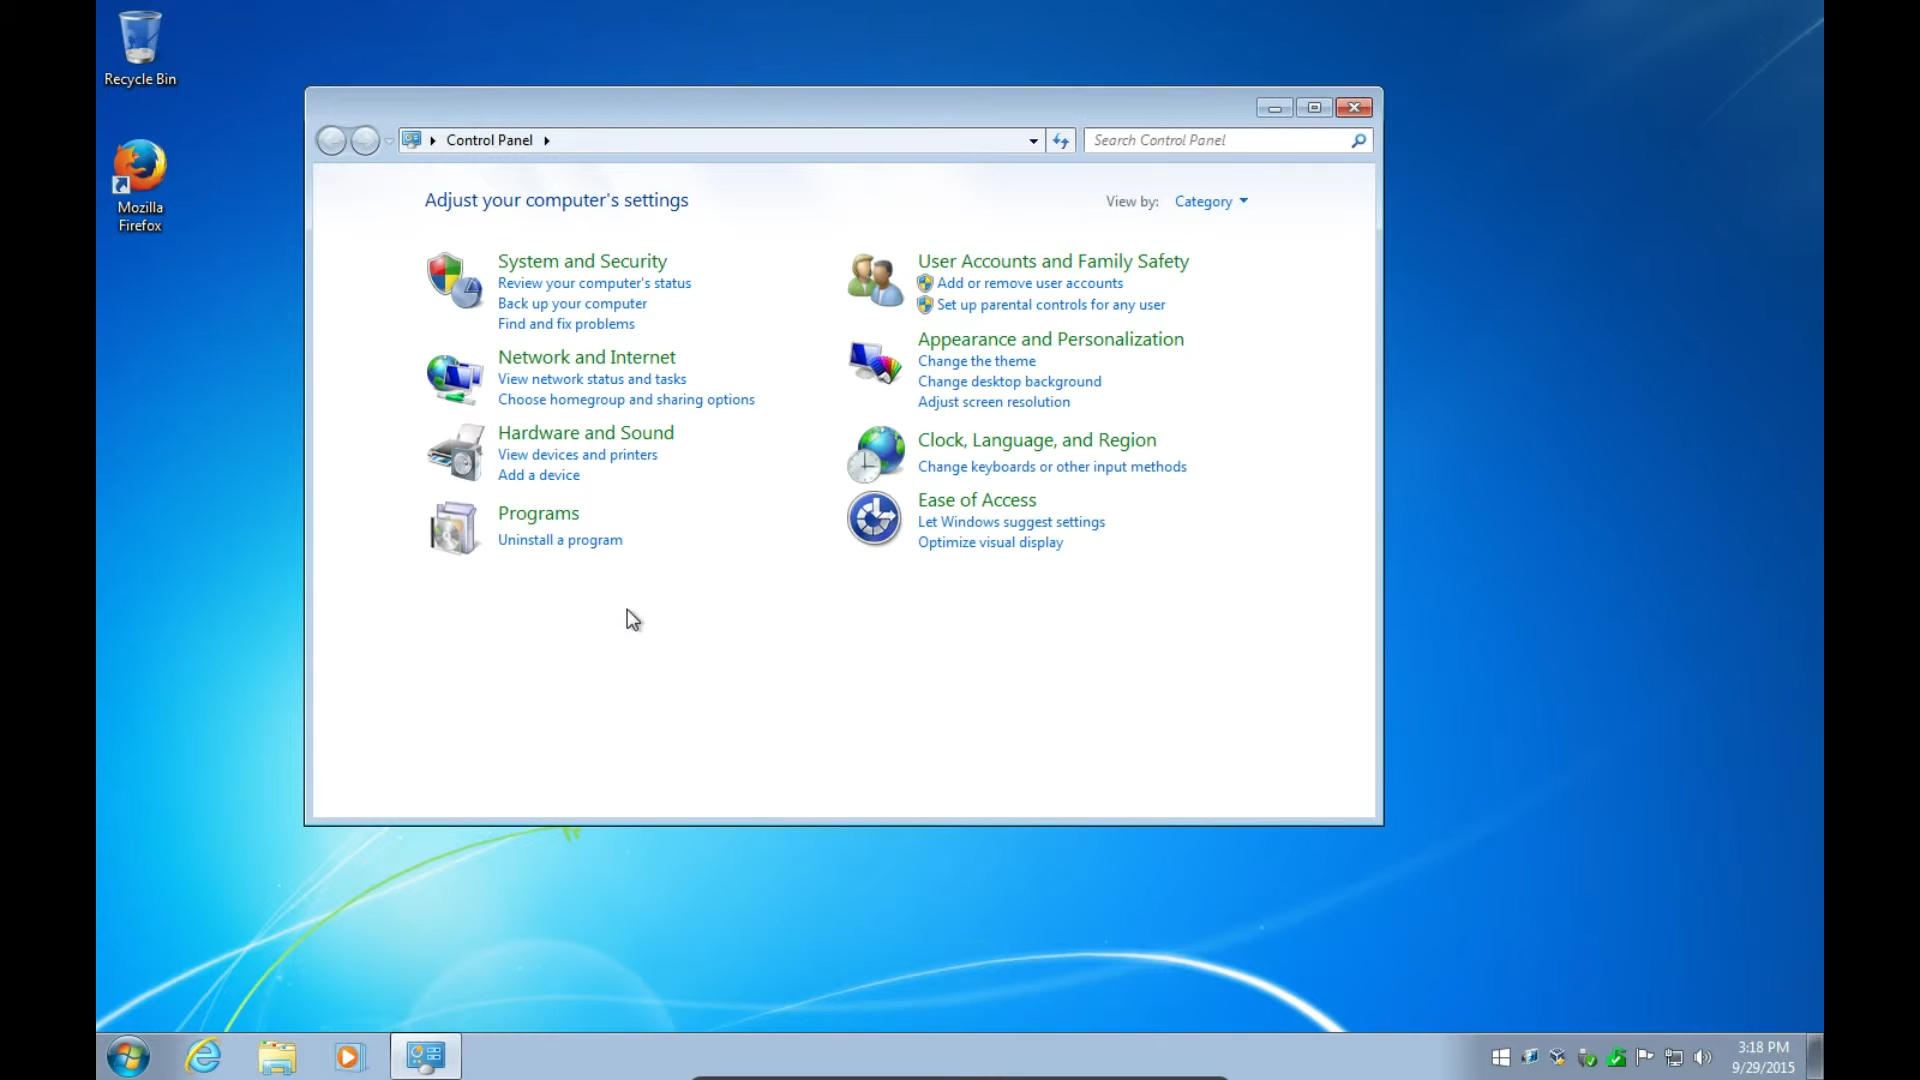 Recycle Bin
Mozilla
Firefox
Control Panel
Search Control Panel
Adjust your computer's settings
View by: Category
System and Security
Review your computer's status
Back up your computer
Find and fix problems
Network and Internet
View network status and tasks
Choose homegroup and sharing options
Hardware and Sound
View devices and printers
Add a device
Programs
Uninstall a program
User Accounts and Family Safety
Add or remove user accounts
Set up parental controls for any user
Appearance and Personalization
Change the theme
Change desktop background
Adjust screen resolution
Clock, Language, and Region
Change keyboards or other input methods
Ease of Access
Let Windows suggest settings
Optimize visual display
3:18 PM
9/29/2015